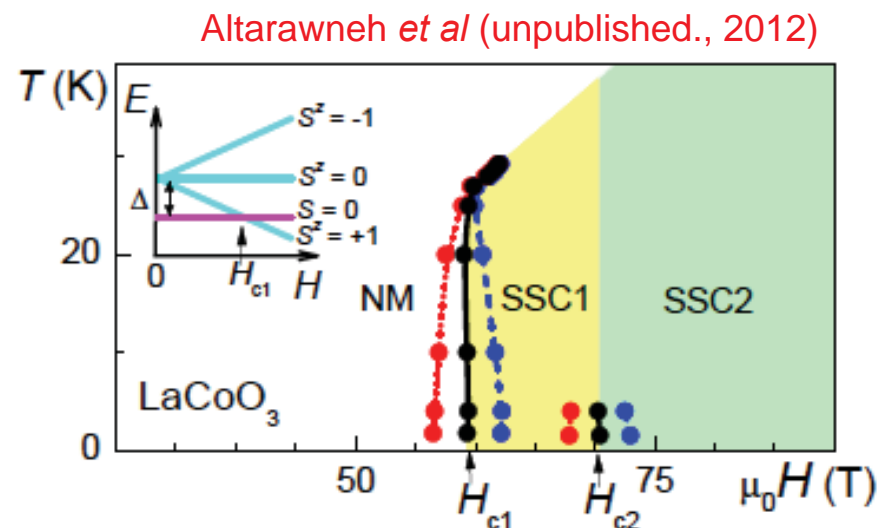 Altarawneh et al (unpublished., 2012)
T (K)
E
S^z = -1
S^z = 0
Δ
S = 0
S^z = +1
0
H_c1
H
20
NM
SSC1
SSC2
LaCoO_3
0
50
75
μ_0H (T)
H_c1
H_c2